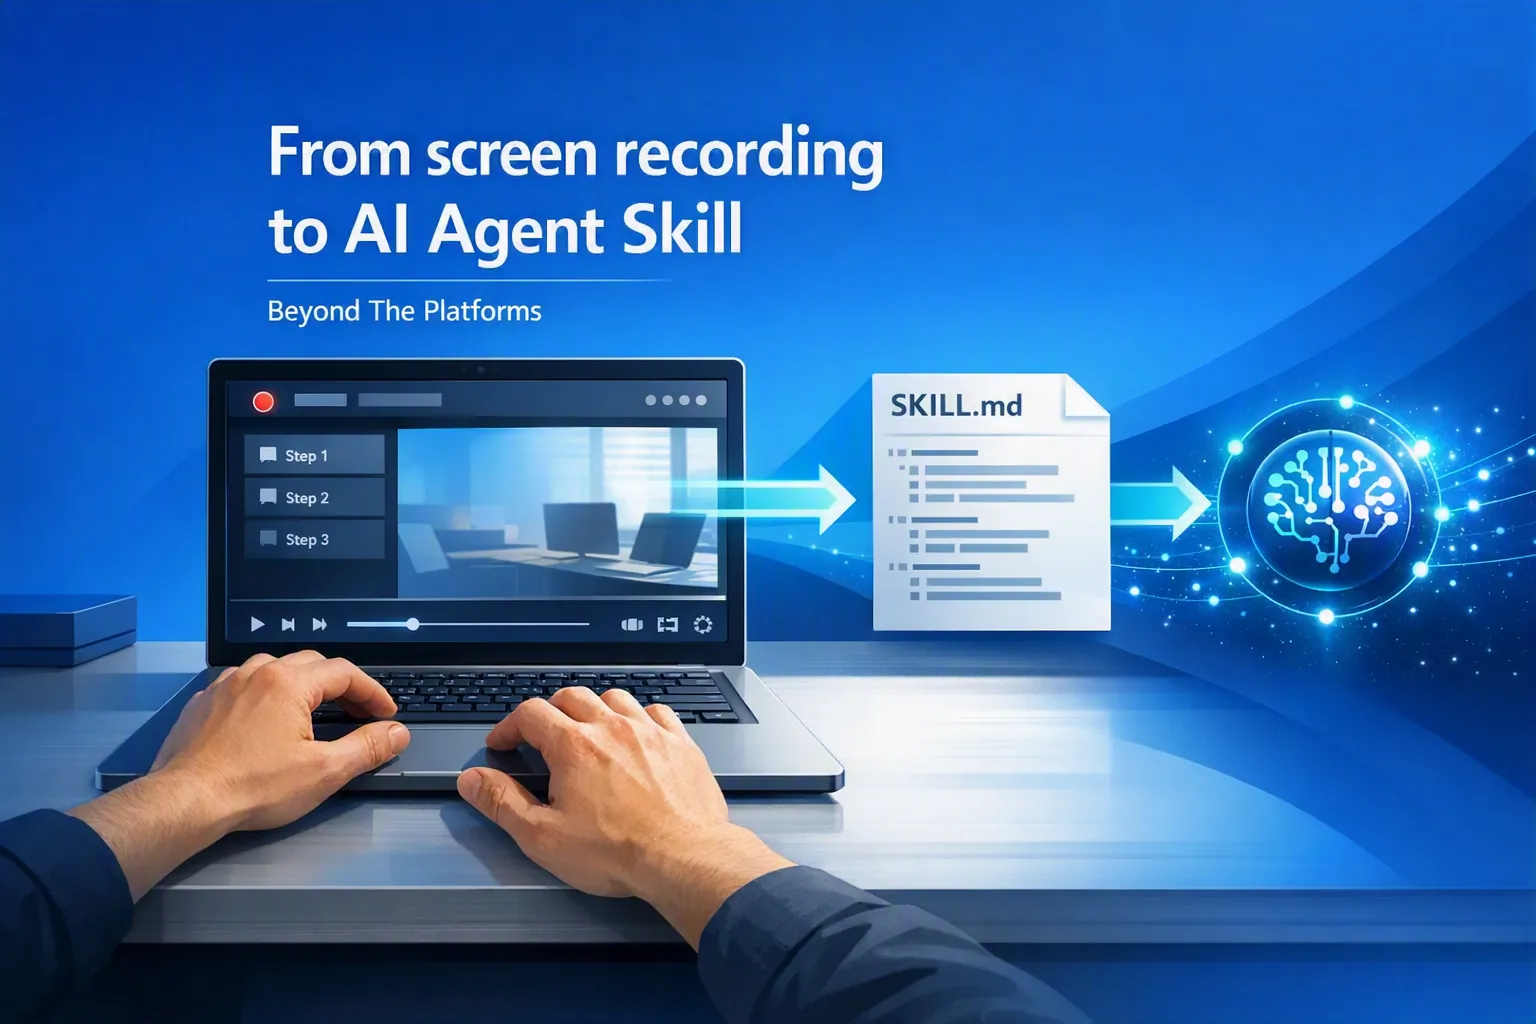 From screen recording
to AI Agent Skill
Beyond The Platforms
Step 1
Step 2
Step 3
SKILL.md